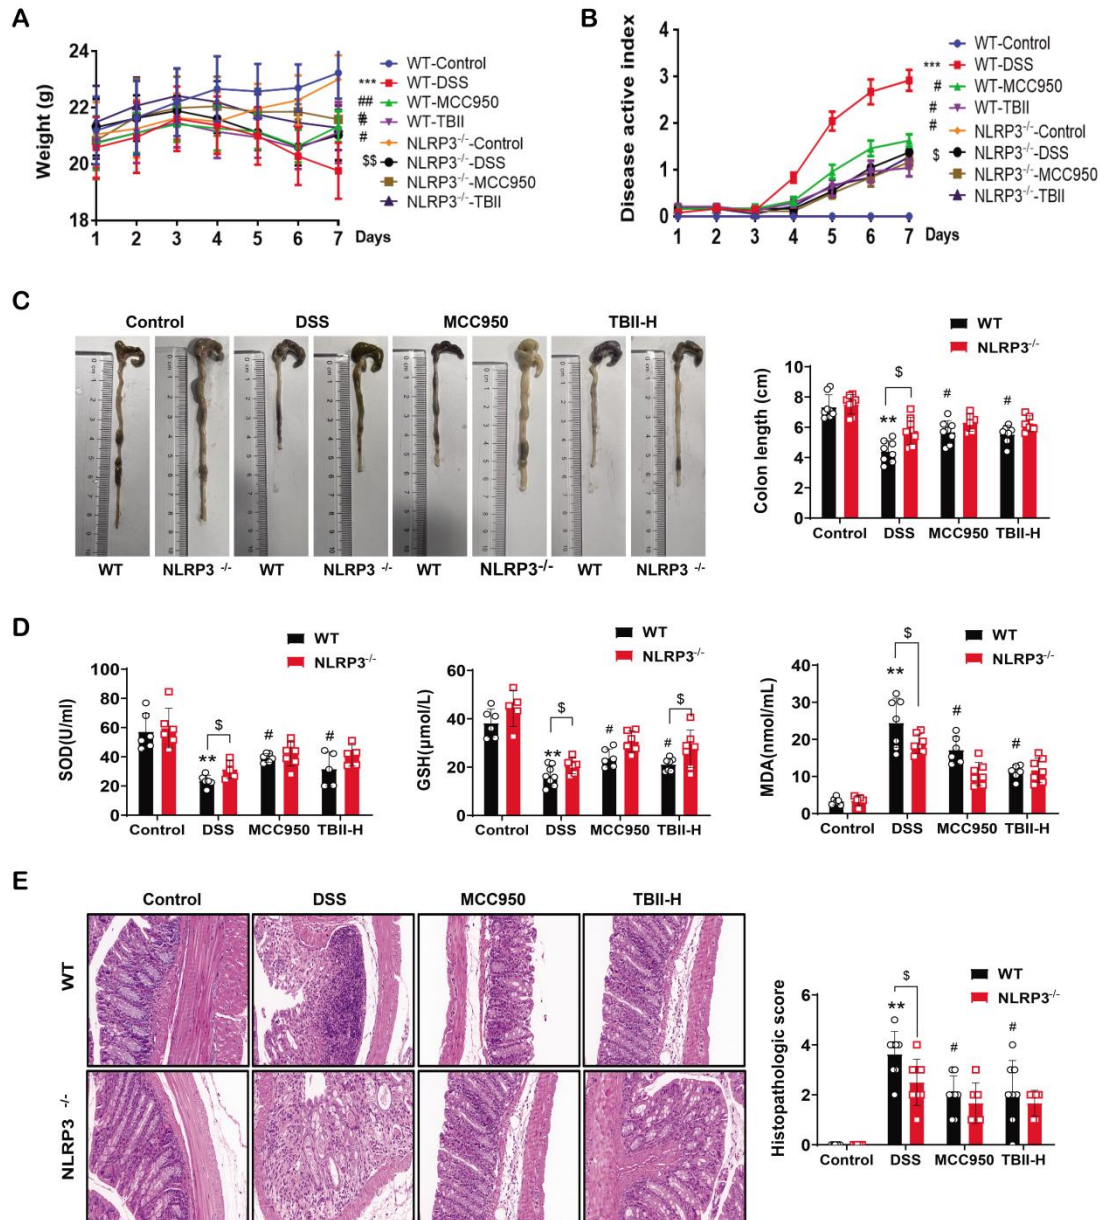 A
Weight (g)
24
22
20
18
1 2 3 4 5 6 7 Days
WT-Control
*** WT-DSS
## WT-MCC950
# WT-TBII
# NLRP3-/--Control
$$ NLRP3-/--DSS
NLRP3-/--MCC950
NLRP3-/--TBII
B
Disease active index
4
3
2
1
0
1 2 3 4 5 6 7 Days
WT-Control
*** WT-DSS
# WT-MCC950
# WT-TBII
# NLRP3-/--Control
$ NLRP3-/--DSS
NLRP3-/--MCC950
NLRP3-/--TBII
C
Control DSS MCC950 TBII-H
WT NLRP3 -/- WT NLRP3 -/- WT NLRP3-/- WT NLRP3 -/-
WT
NLRP3-/-
Colon length (cm)
10
8
6
4
2
0
** $ # #
Control DSS MCC950 TBII-H
D
WT
NLRP3-/-
SOD(U/ml)
100
80
60
40
20
0
** $ # #
Control DSS MCC950 TBII-H
WT
NLRP3-/-
GSH(μmol/L)
60
40
20
0
** $ # # $
Control DSS MCC950 TBII-H
WT
NLRP3-/-
MDA(nmol/mL)
40
30
20
10
0
** $ # #
Control DSS MCC950 TBII-H
E
Control DSS MCC950 TBII-H
WT
NLRP3 -/-
WT
NLRP3-/-
Histopathologic score
6
4
2
0
** $ # #
Control DSS MCC950 TBII-H